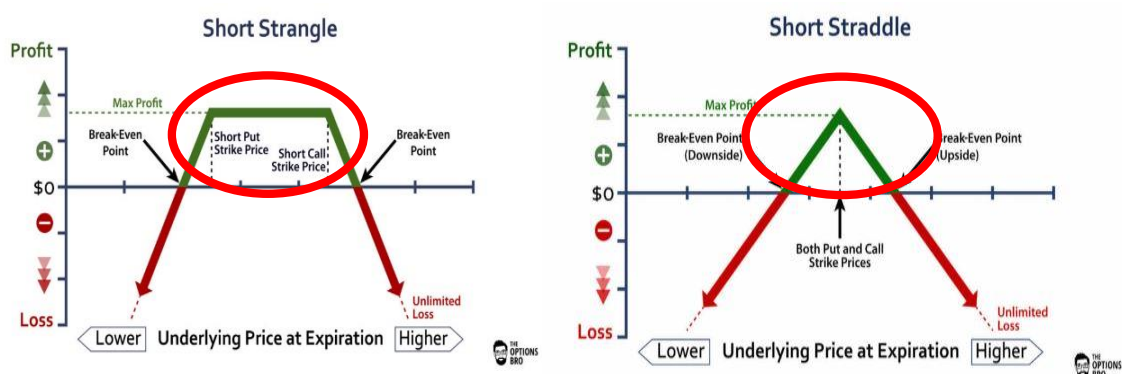 Short Strangle
Profit
Max Profit
Break-Even
Point
Short Put
Strike Price
Short Call
Strike Price
Break-Even
Point
$0
Unlimited
Loss
Loss
Lower
Underlying Price at Expiration
Higher
THE
OPTIONS
BRO
Short Straddle
Profit
Max Profit
Break-Even Point
(Downside)
Break-Even Point
(Upside)
$0
Both Put and Call
Strike Prices
Unlimited
Loss
Loss
Lower
Underlying Price at Expiration
Higher
THE
OPTIONS
BRO